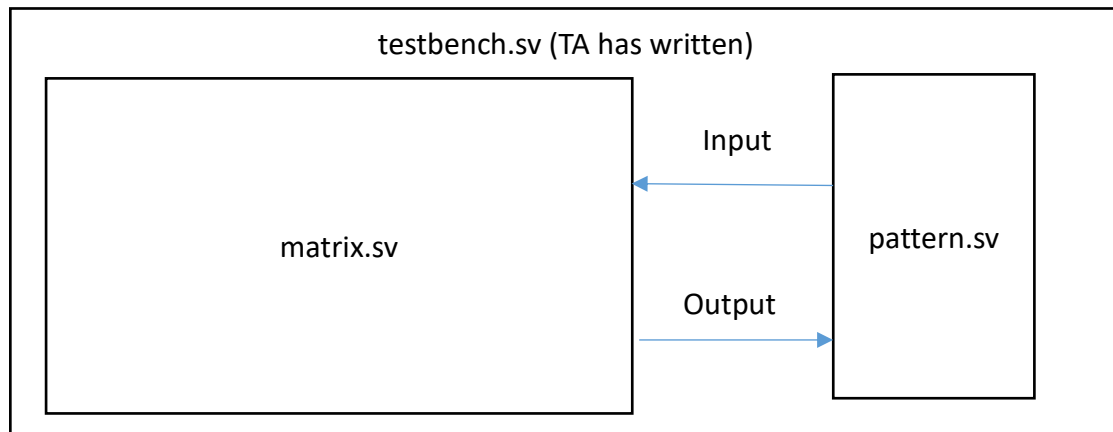 testbench.sv (TA has written)
Input
matrix.sv
pattern.sv
Output